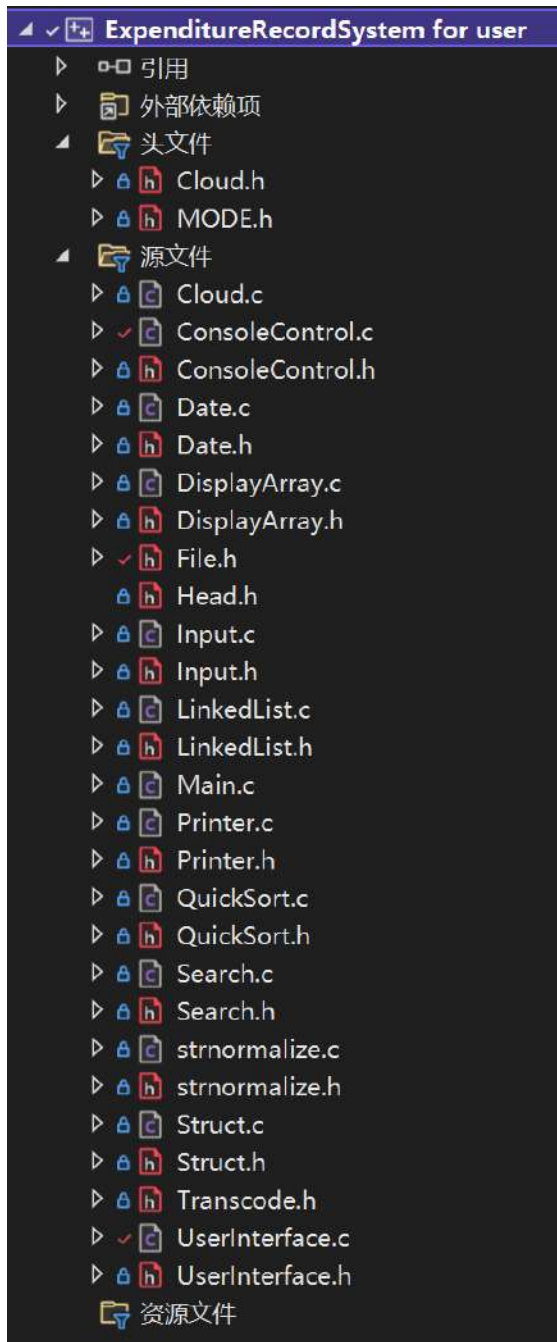 ExpenditureRecordSystem for user
引用
外部依赖项
头文件
Cloud.h
MODE.h
源文件
Cloud.c
ConsoleControl.c
ConsoleControl.h
Date.c
Date.h
DisplayArray.c
DisplayArray.h
File.h
Head.h
Input.c
Input.h
LinkedList.c
LinkedList.h
Main.c
Printer.c
Printer.h
QuickSort.c
QuickSort.h
Search.c
Search.h
strnormalize.c
strnormalize.h
Struct.c
Struct.h
Transcode.h
UserInterface.c
UserInterface.h
资源文件